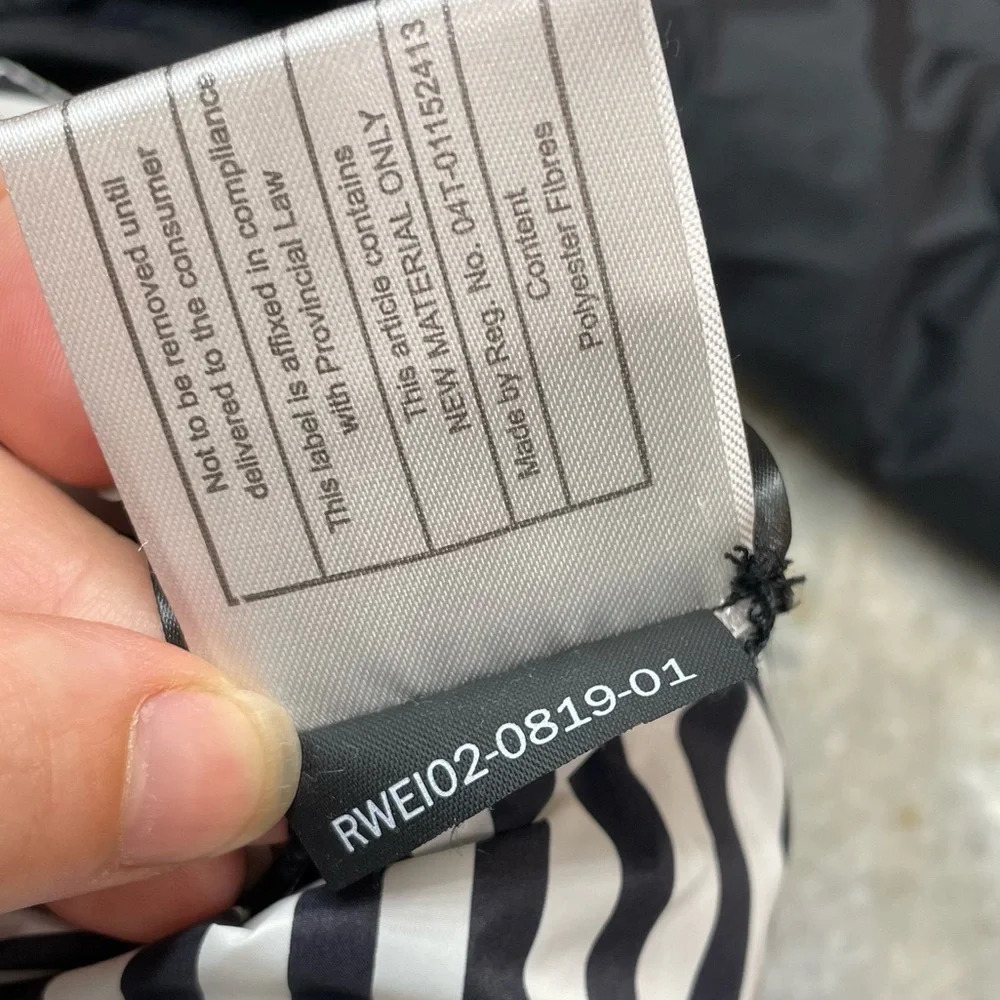 Not to be removed until
delivered to the consumer
This label is affixed in compliance
with Provincial Law
This article contains
NEW MATERIAL ONLY
Made by Reg. No. 04T-01152413
Content
Polyester Fibres
RWEI02-0819-01